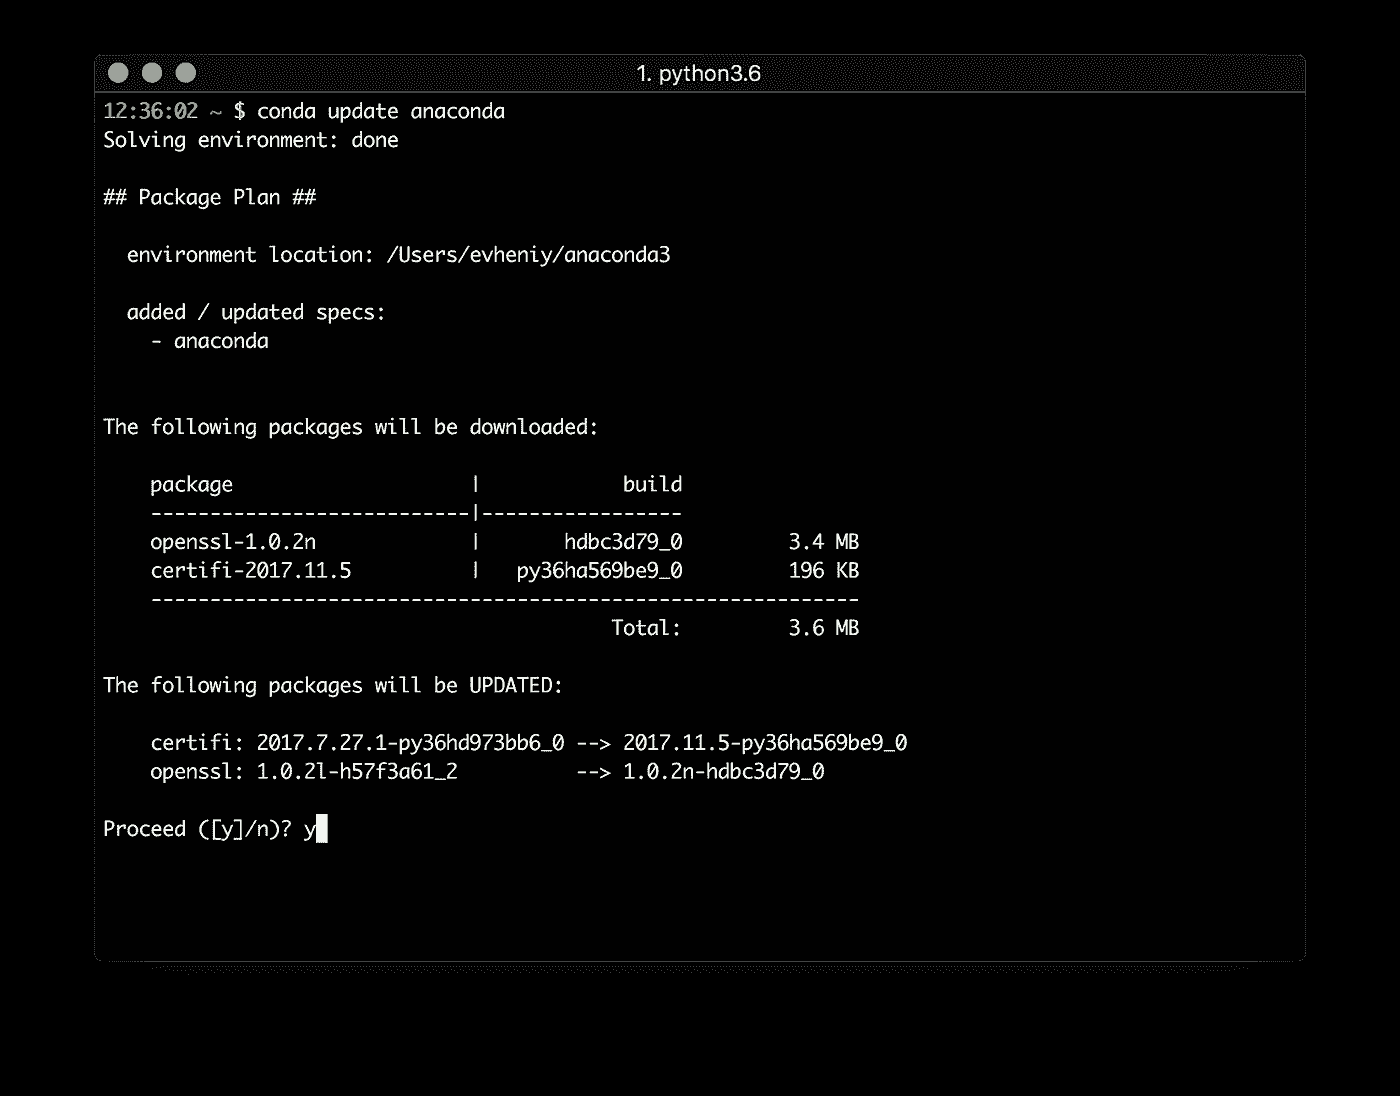 1. python3.6
12:36:02 ~ $ conda update anaconda
Solving environment: done
## Package Plan ##
environment location: /Users/evheniy/anaconda3
added / updated specs:
- anaconda
The following packages will be downloaded:
package | build
---------------------------|-----------------
openssl-1.0.2n | hdbc3d79_0 3.4 MB
certifi-2017.11.5 | py36ha569be9_0 196 KB
------------------------------------------------------------
Total: 3.6 MB
The following packages will be UPDATED:
certifi: 2017.7.27.1-py36hd973bb6_0 --> 2017.11.5-py36ha569be9_0
openssl: 1.0.2l-h57f3a61_2 --> 1.0.2n-hdbc3d79_0
Proceed ([y]/n)? y